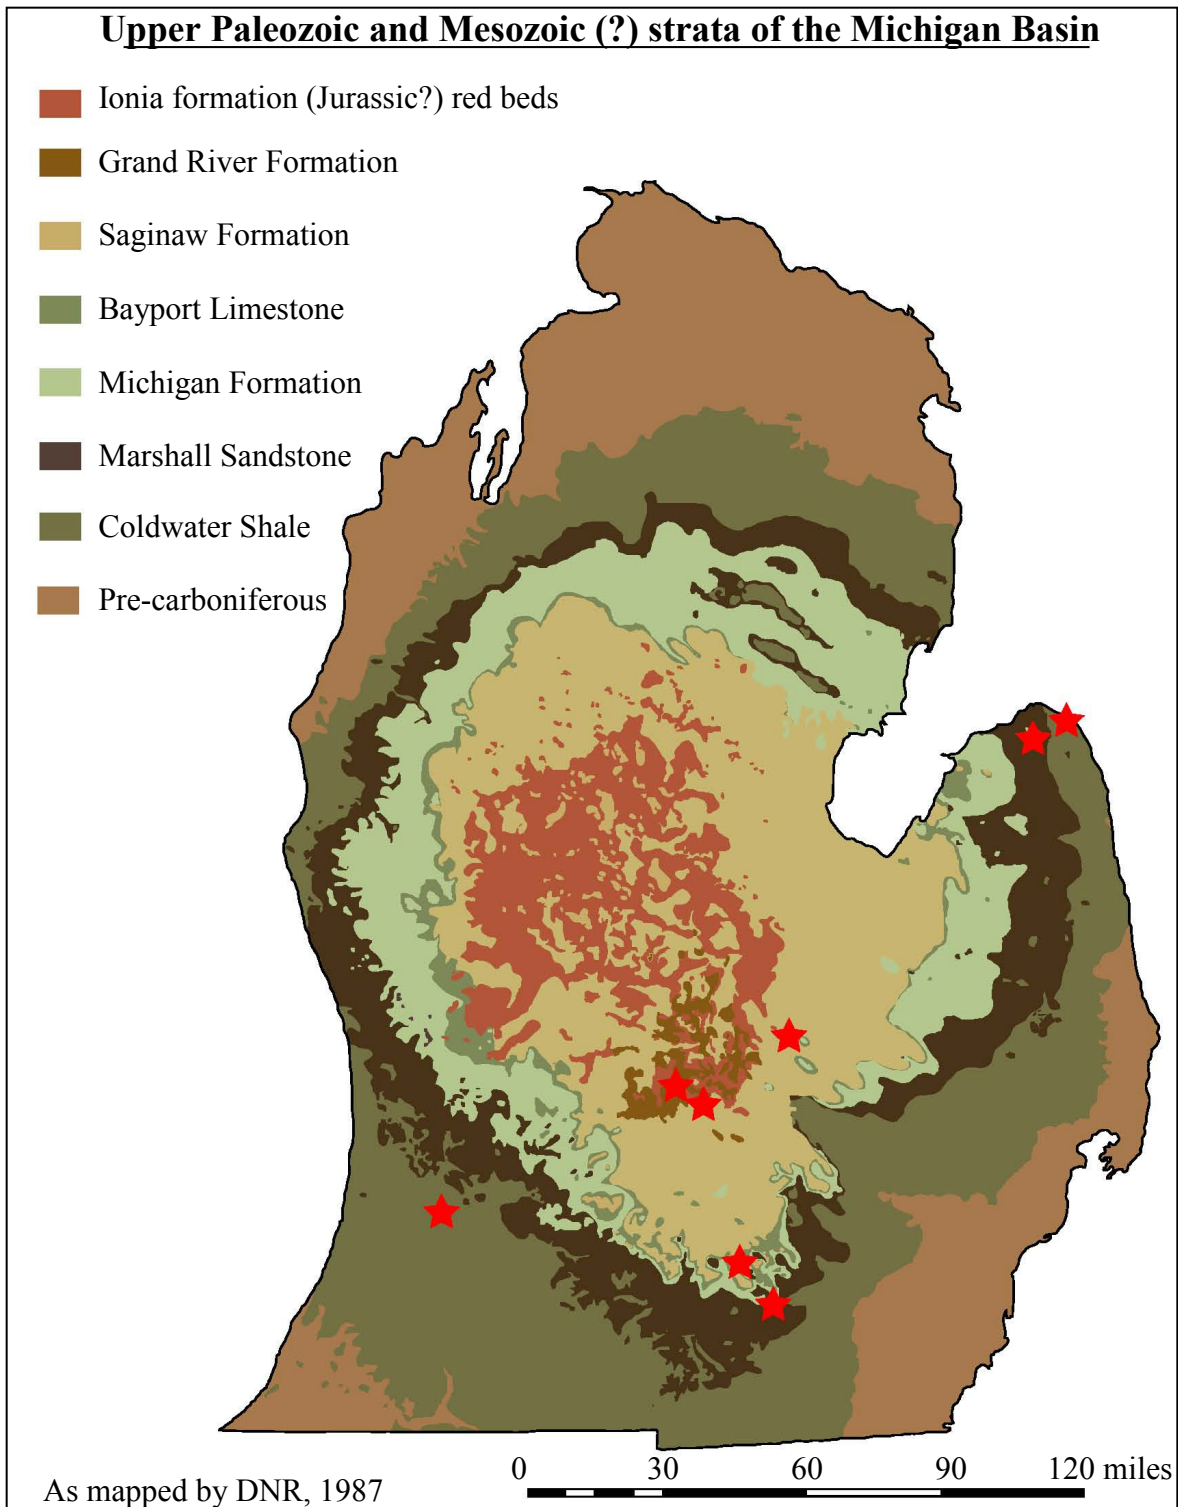 Upper Paleozoic and Mesozoic (?) strata of the Michigan Basin
Ionia formation (Jurassic?) red beds
Grand River Formation
Saginaw Formation
Bayport Limestone
Michigan Formation
Marshall Sandstone
Coldwater Shale
Pre-carboniferous
0 30 60 90 120 miles
As mapped by DNR, 1987